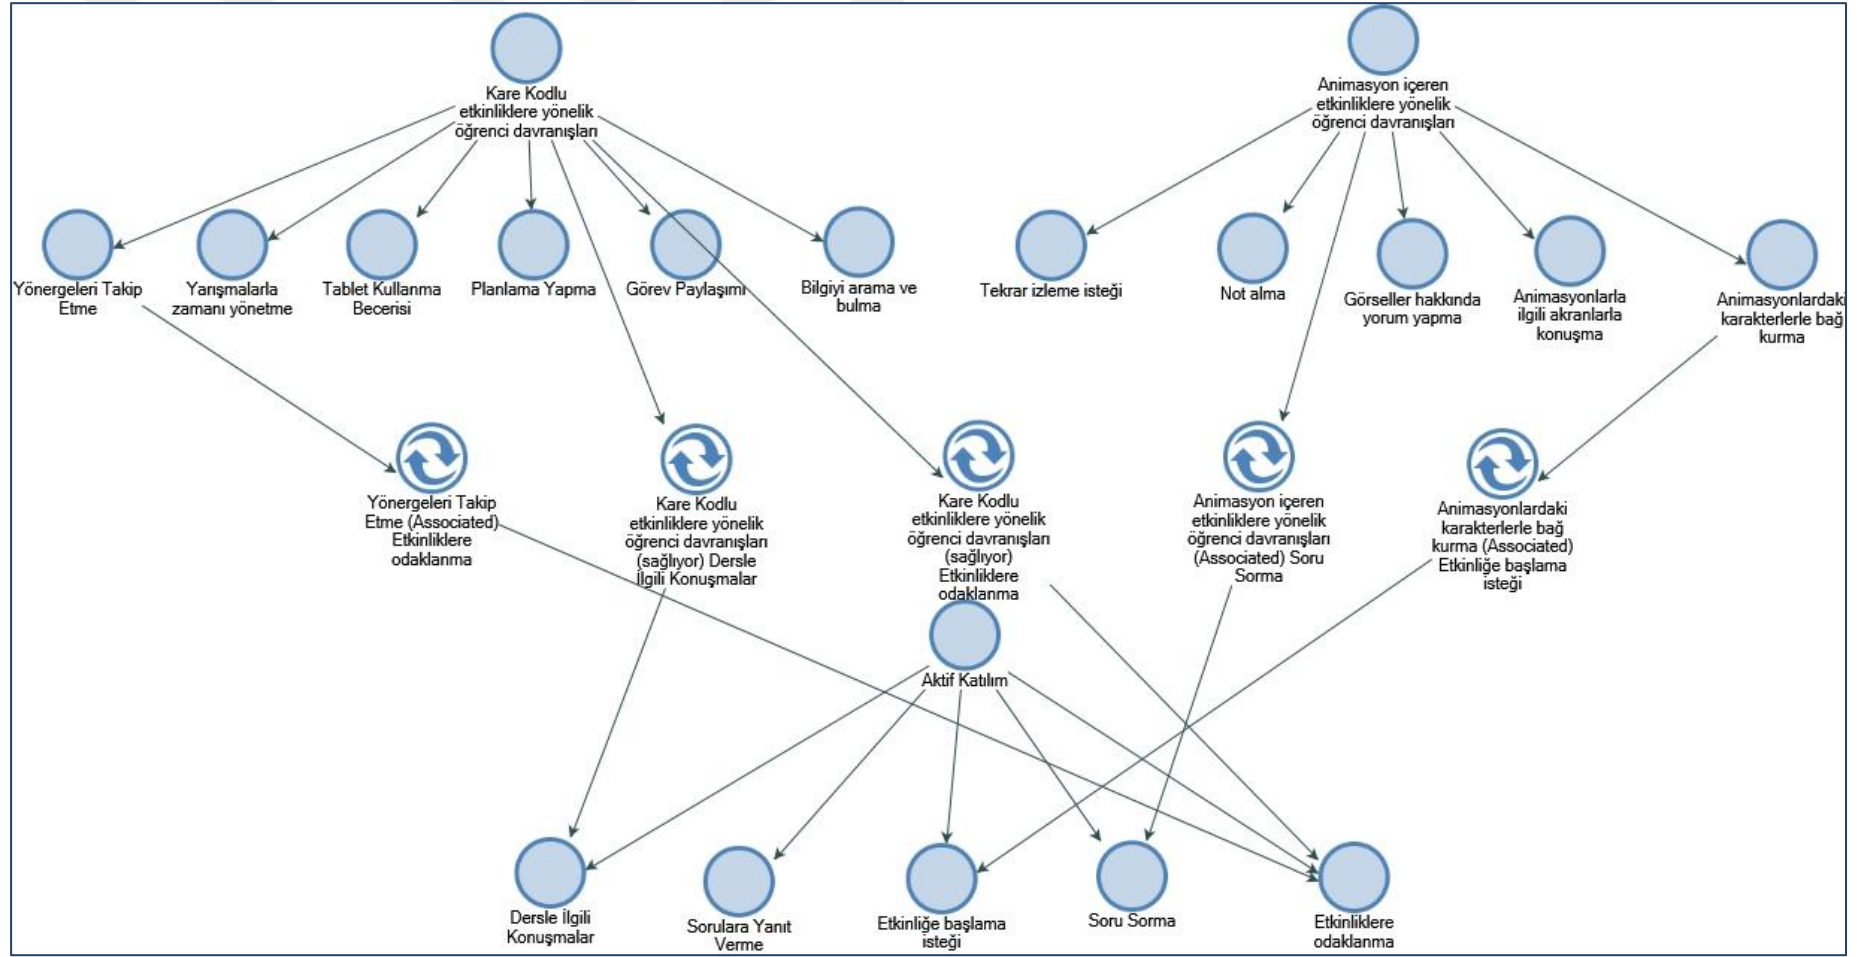 Kare Kodlu
etkinliklere yönelik
öğrenci davranışları
Animasyon içeren
etkinliklere yönelik
öğrenci davranışları
Yönergeleri Takip
Etme
Yarışmalarla
zamanı yönetme
Tablet Kullanma
Becerisi
Planlama Yapma
Görev Paylaşımı
Bilgiyi arama ve
bulma
Tekrar izleme isteği
Not alma
Görseller hakkında
yorum yapma
Animasyonlarla
ilgili akranlarla
konuşma
Animasyonlardaki
karakterlerle bağ
kurma
Yönergeleri Takip
Etme (Associated)
Etkinliklere
odaklanma
Kare Kodlu
etkinliklere yönelik
öğrenci davranışları
(sağlıyor) Dersle
İlgili Konuşmalar
Kare Kodlu
etkinliklere yönelik
öğrenci davranışları
(sağlıyor)
Etkinliklere
odaklanma
Animasyon içeren
etkinliklere yönelik
öğrenci davranışları
(Associated) Soru
Sorma
Animasyonlardaki
karakterlerle bağ
kurma (Associated)
Etkinliğe başlama
isteği
Aktif Katılım
Dersle İlgili
Konuşmalar
Sorulara Yanıt
Verme
Etkinliğe başlama
isteği
Soru Sorma
Etkinliklere
odaklanma